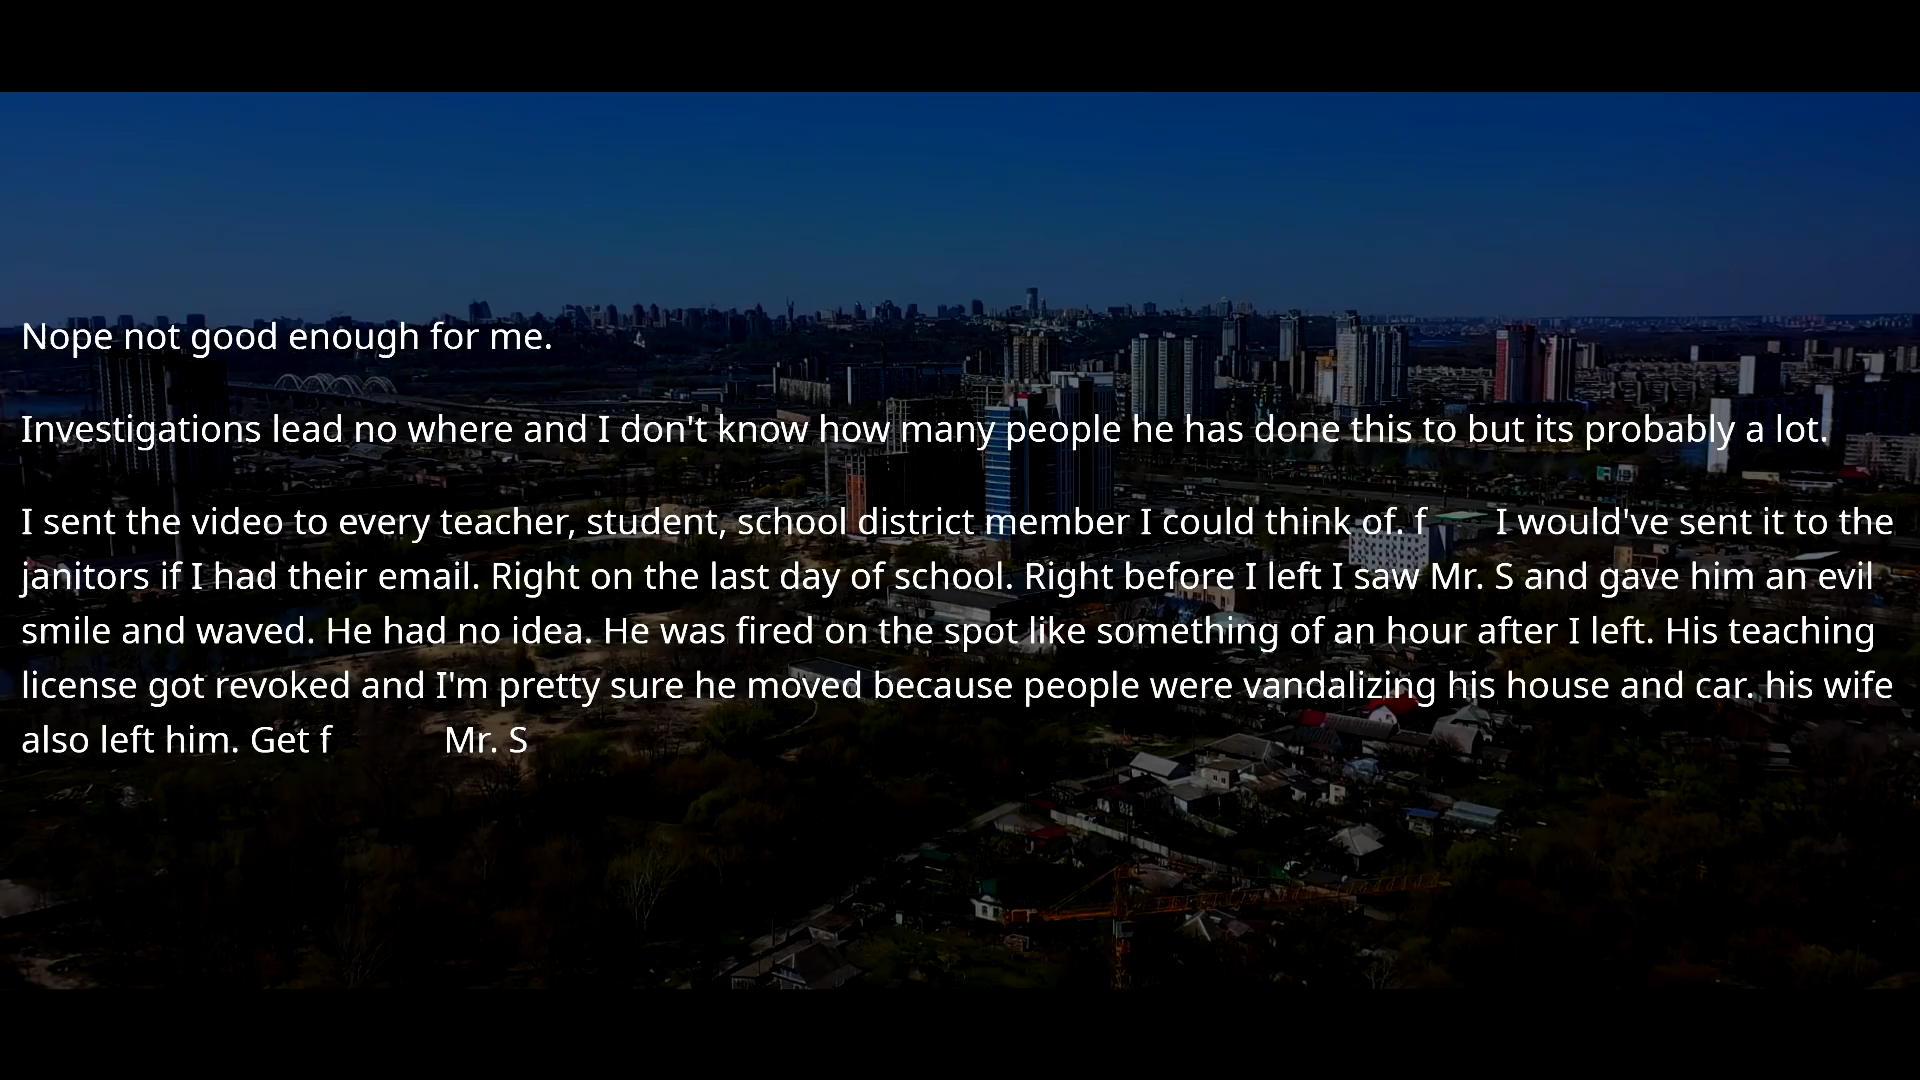 Nope not good enough for me.
Investigations lead no where and I don't know how many people he has done this to but its probably a lot.
I sent the video to every teacher, student, school district member I could think of. f I would've sent it to the
janitors if I had their email. Right on the last day of school. Right before I left I saw Mr. S and gave him an evil
smile and waved. He had no idea. He was fired on the spot like something of an hour after I left. His teaching
license got revoked and I'm pretty sure he moved because people were vandalizing his house and car. his wife
also left him. Get f Mr. S